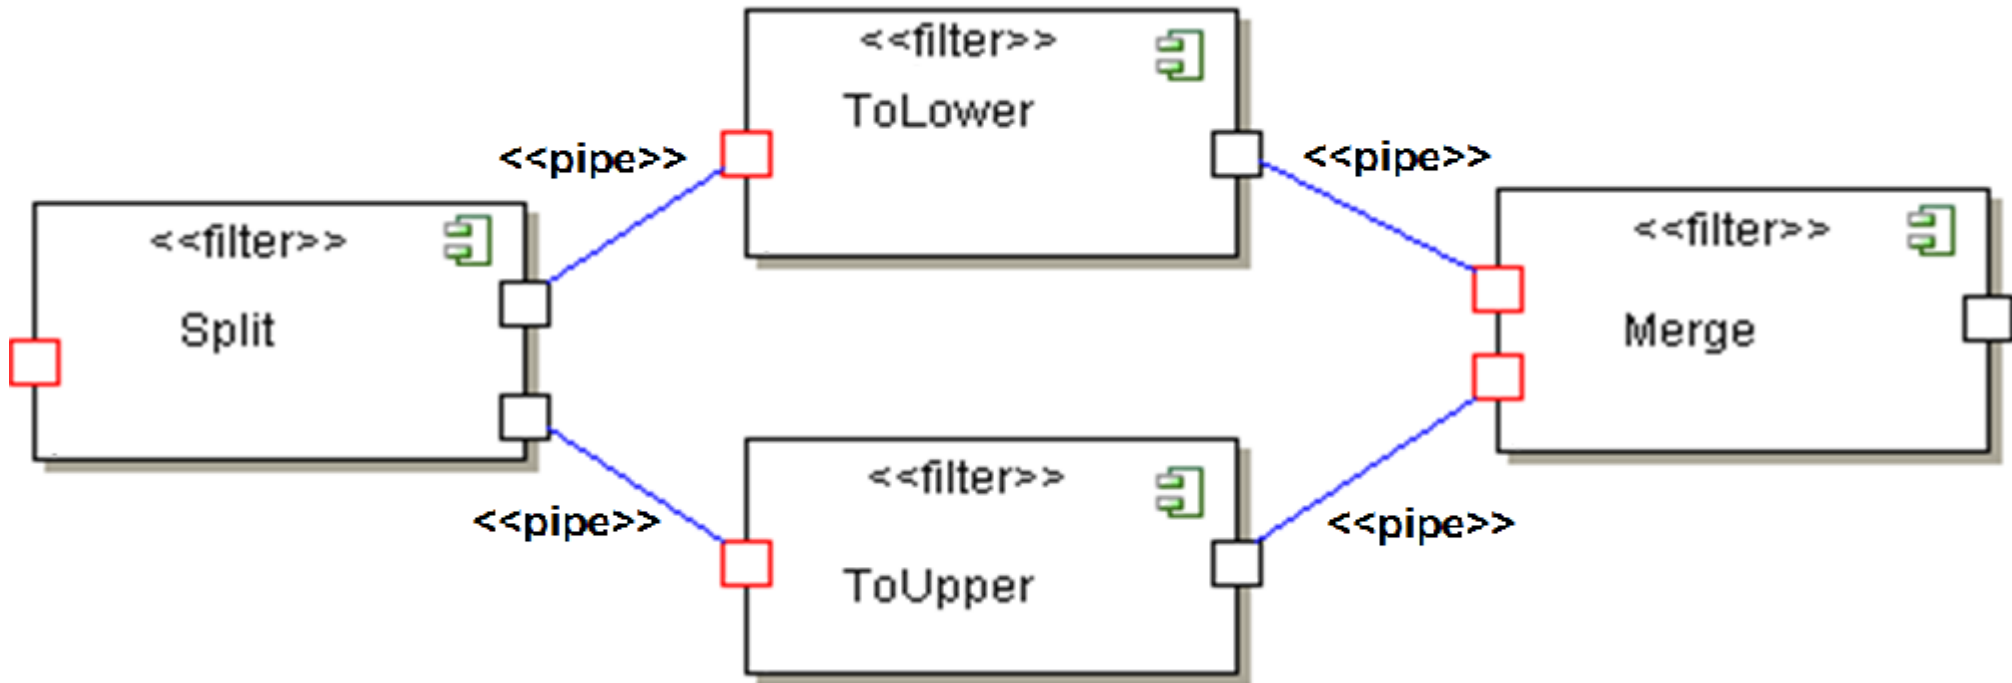 <<filter>>
ToLower
<<pipe>>
<<pipe>>
<<filter>>
Split
<<filter>>
Merge
<<filter>>
ToUpper
<<pipe>>
<<pipe>>